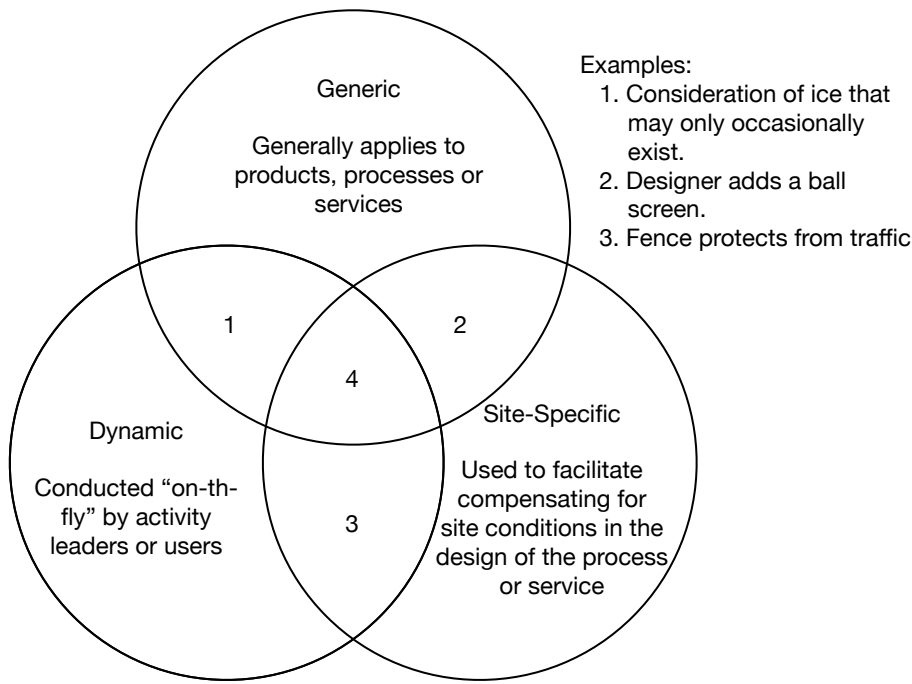 Generic
Generally applies to
products, processes or
services
Examples:
1. Consideration of ice that
may only occasionally
exist.
2. Designer adds a ball
screen.
3. Fence protects from traffic
1
2
4
3
Dynamic
Conducted “on-th-
fly” by activity
leaders or users
Site-Specific
Used to facilitate
compensating for
site conditions in the
design of the process
or service